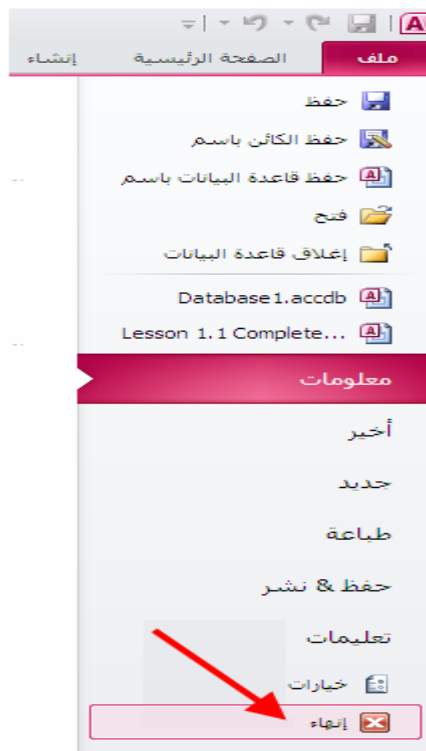 ملف الصفحة الرئيسية إنشاء
حفظ
حفظ الكائن باسم
حفظ قاعدة البيانات باسم
فتح
إغلاق قاعدة البيانات
Database1.accdb
Lesson 1.1 Complete...
معلومات
أخير
جديد
طباعة
حفظ & نشر
تعليمات
خيارات
إنهاء